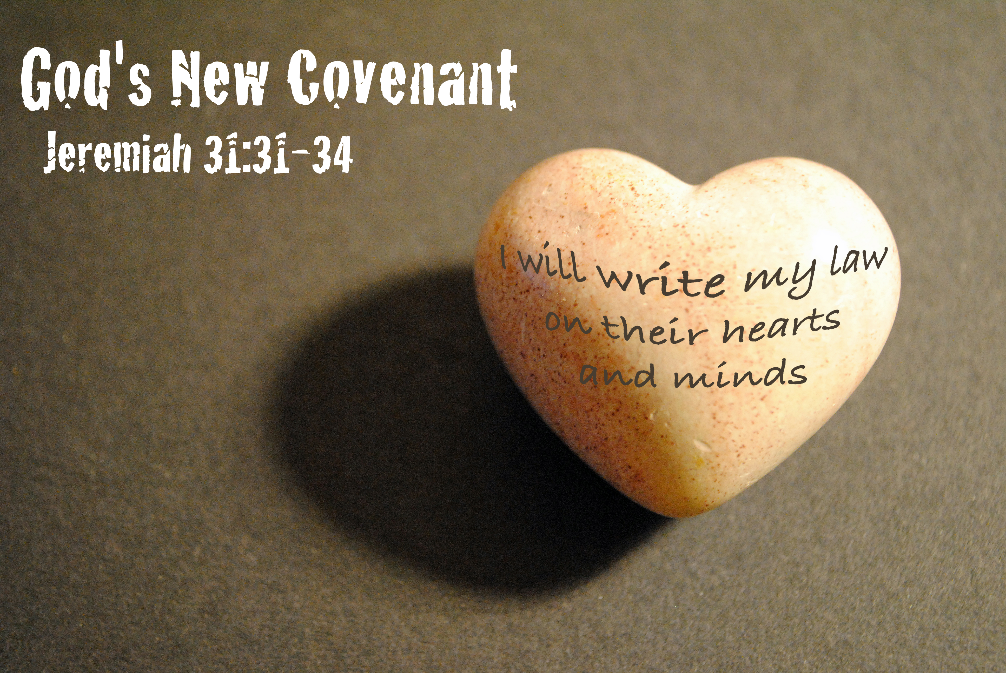 God's New Covenant
Jeremiah 31:31-34
I will write my law
on their hearts
and minds